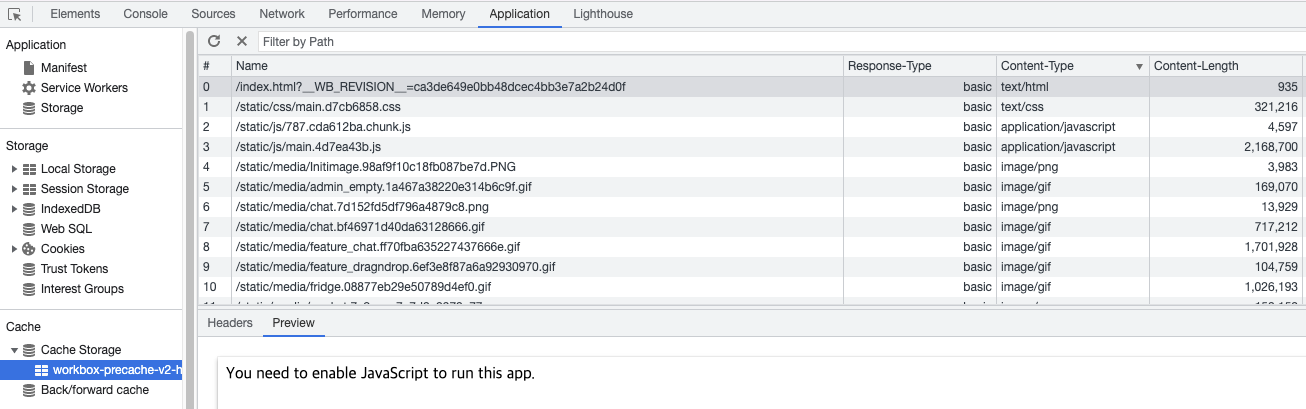 Elements Console Sources Network Performance Memory Application Lighthouse
Application
Manifest
Service Workers
Storage
Storage
Local Storage
Session Storage
IndexedDB
Web SQL
Cookies
Trust Tokens
Interest Groups
Cache
Cache Storage
workbox-precache-v2-h
Back/forward cache
Filter by Path
# Name Response-Type Content-Type Content-Length
0 /index.html?__WB_REVISION__=ca3de649e0bb48dcec4bb3e7a2b24d0f basic text/html 935
1 /static/css/main.d7cb6858.css basic text/css 321,216
2 /static/js/787.cda612ba.chunk.js basic application/javascript 4,597
3 /static/js/main.4d7ea43b.js basic application/javascript 2,168,700
4 /static/media/Initimage.98af9f10c18fb087be7d.PNG basic image/png 3,983
5 /static/media/admin_empty.1a467a38220e314b6c9f.gif basic image/gif 169,070
6 /static/media/chat.7d152fd5df796a4879c8.png basic image/png 13,929
7 /static/media/chat.bf46971d40da63128666.gif basic image/gif 717,212
8 /static/media/feature_chat.ff70fba635227437666e.gif basic image/gif 1,701,928
9 /static/media/feature_dragndrop.6ef3e8f87a6a92930970.gif basic image/gif 104,759
10 /static/media/fridge.08877eb29e50789d4ef0.gif basic image/gif 1,026,193
Headers Preview
You need to enable JavaScript to run this app.